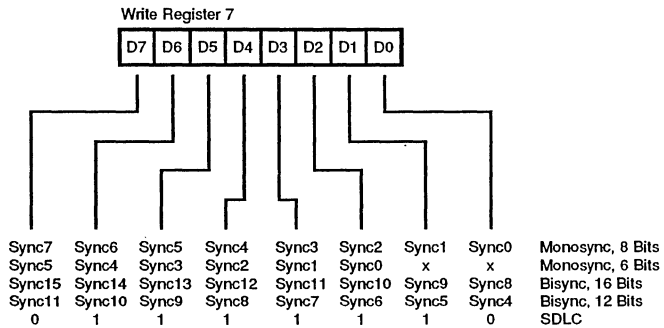 Write Register 7
D7 D6 D5 D4 D3 D2 D1 D0
Sync7 Sync6 Sync5 Sync4 Sync3 Sync2 Sync1 Sync0 Monosync, 8 Bits
Sync5 Sync4 Sync3 Sync2 Sync1 Sync0 x x Monosync, 6 Bits
Sync15 Sync14 Sync13 Sync12 Sync11 Sync10 Sync9 Sync8 Bisync, 16 Bits
Sync11 Sync10 Sync9 Sync8 Sync7 Sync6 Sync5 Sync4 Bisync, 12 Bits
0 1 1 1 1 1 1 0 SDLC